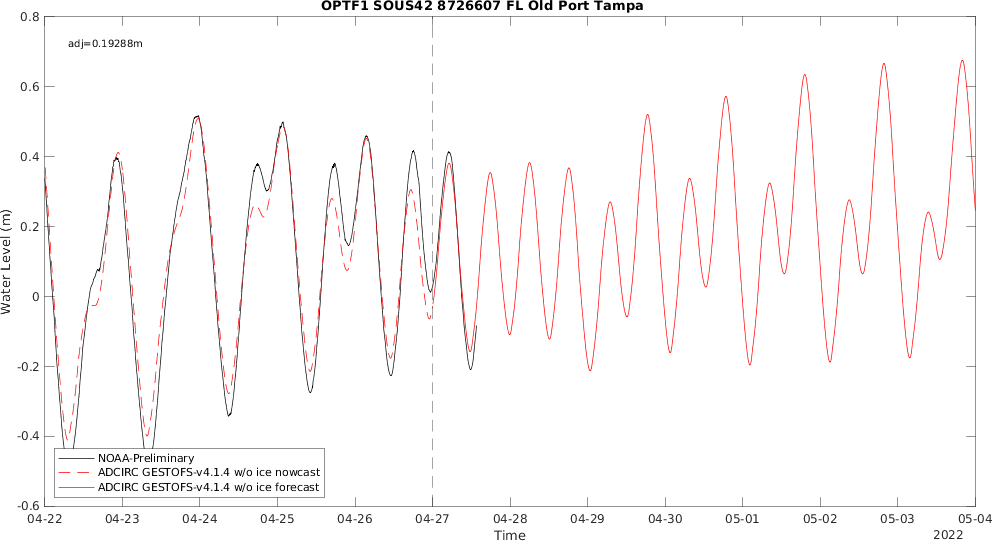 OPTF1 SOUS42 8726607 FL Old Port Tampa
adj=0.19288m
Water Level (m)
0.8
0.6
0.4
0.2
0
-0.2
-0.4
-0.6
NOAA-Preliminary
ADCIRC GESTOFS-v4.1.4 w/o ice nowcast
ADCIRC GESTOFS-v4.1.4 w/o ice forecast
04-22 04-23 04-24 04-25 04-26 04-27 04-28 04-29 04-30 05-01 05-02 05-03 05-04
Time
2022